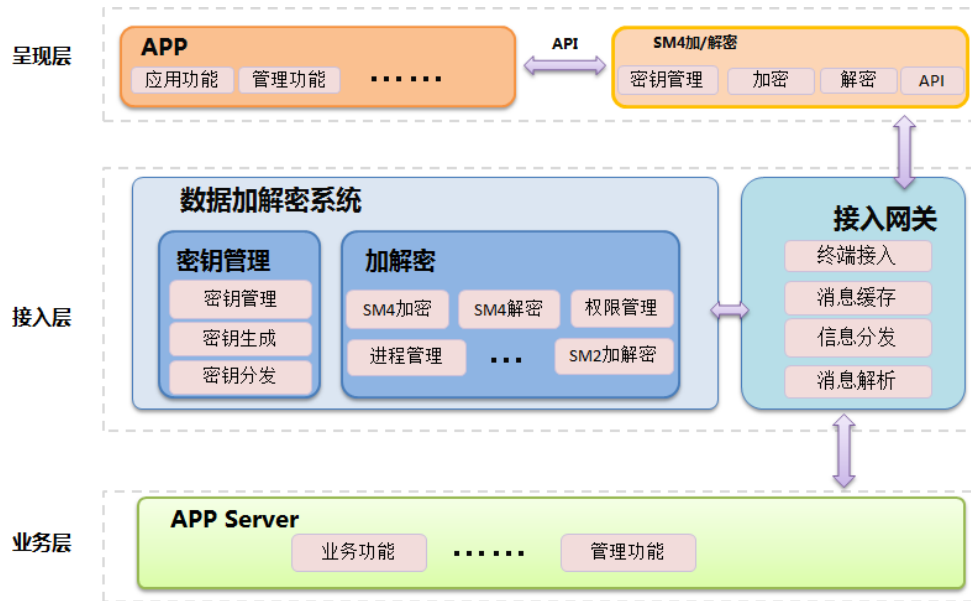 呈现层
APP
应用功能 管理功能 ······
API
SM4加/解密
密钥管理 加密 解密 API
接入层
数据加解密系统
密钥管理
密钥管理
密钥生成
密钥分发
加解密
SM4加密 SM4解密 权限管理
进程管理 ... SM2加解密
接入网关
终端接入
消息缓存
信息分发
消息解析
业务层
APP Server
业务功能 ······ 管理功能